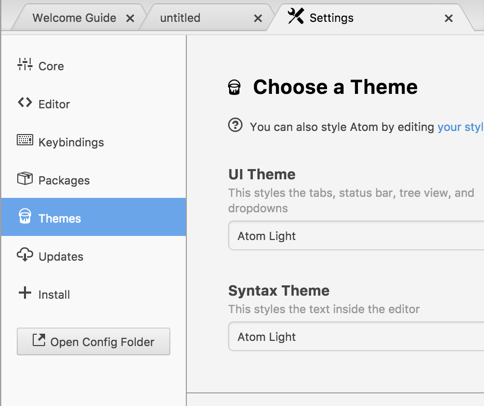 Welcome Guide
untitled
Settings
Core
Editor
Keybindings
Packages
Themes
Updates
Install
Open Config Folder
Choose a Theme
You can also style Atom by editing your styl
UI Theme
This styles the tabs, status bar, tree view, and
dropdowns
Atom Light
Syntax Theme
This styles the text inside the editor
Atom Light